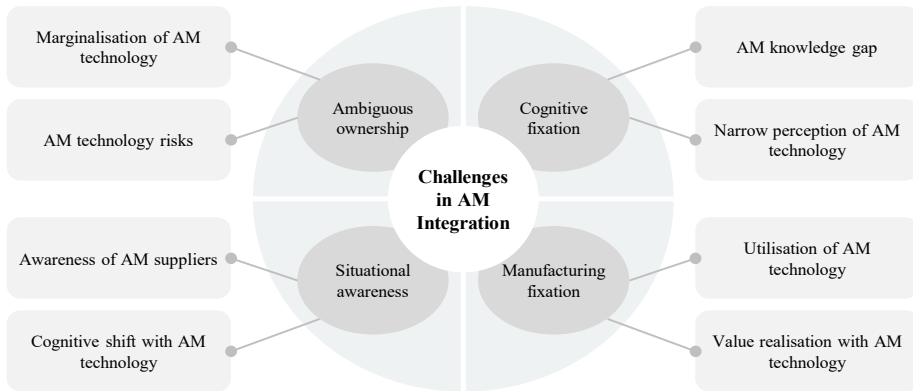 Marginalisation of AM
technology
AM technology risks
Ambiguous
ownership
Cognitive
fixation
AM knowledge gap
Narrow perception of AM
technology
Challenges
in AM
Integration
Awareness of AM suppliers
Cognitive shift with AM
technology
Situational
awareness
Manufacturing
fixation
Utilisation of AM
technology
Value realisation with AM
technology